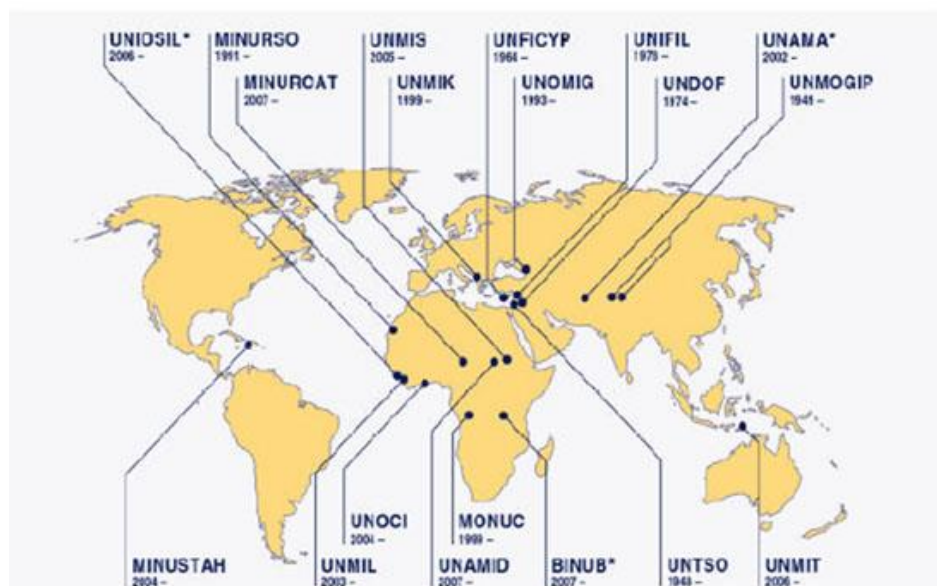 UNIOSIL*
2006 –
MINURSO
1991 –
UNMIS
2005 –
UNFICYP
1964 –
UNIFIL
1978 –
UNAMA*
2002 –
MINURCAT
2007 –
UNMIK
1999 –
UNOMIG
1993 –
UNDOF
1974 –
UNMOGIP
1949 –
UNOCI
2004 –
MONUC
1999 –
MINUSTAH
2004 –
UNMIL
2003 –
UNAMID
2007 –
BINUB*
2007 –
UNTSO
1948 –
UNMIT
2006 –